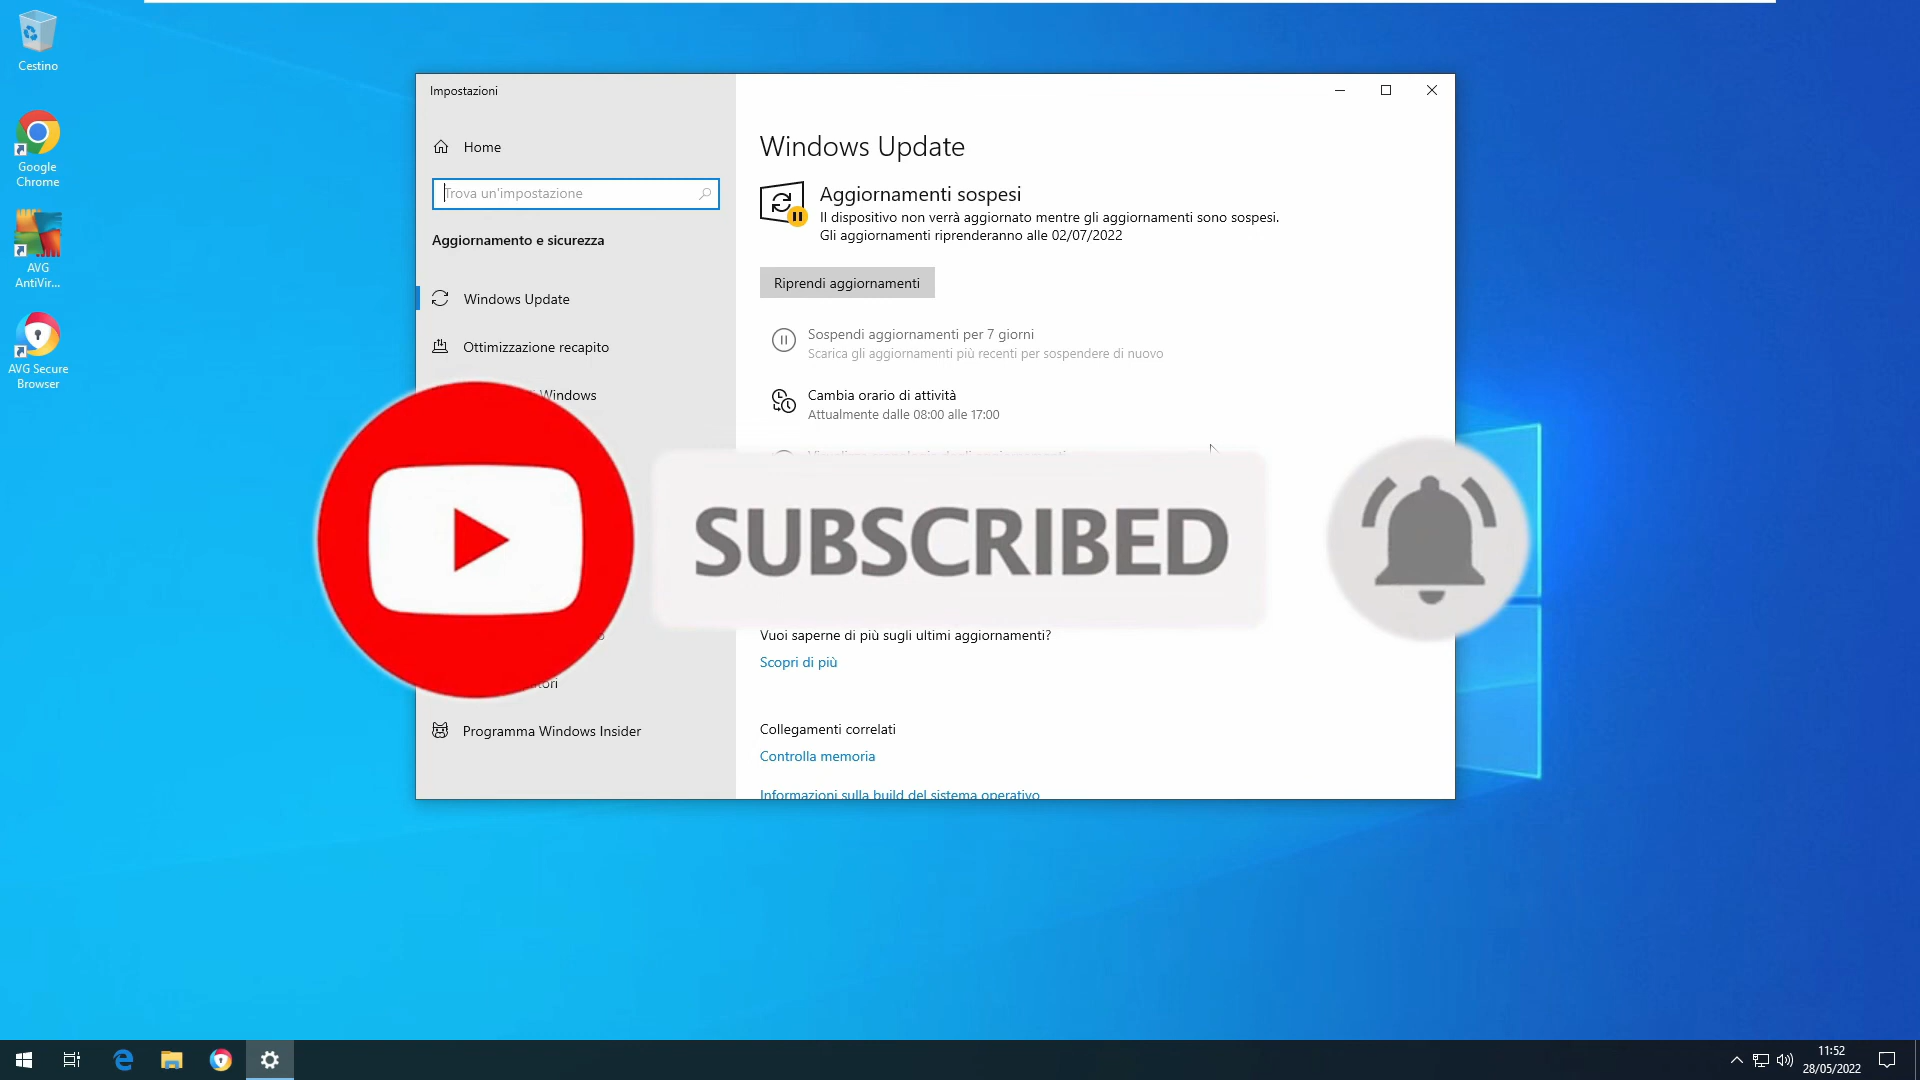 Cestino
Google
Chrome
AVG
AntiVir...
AVG Secure
Browser
Impostazioni
Home
Trova un'impostazione
Aggiornamento e sicurezza
Windows Update
Ottimizzazione recapito
Windows
Programma Windows Insider
Windows Update
Aggiornamenti sospesi
Il dispositivo non verrà aggiornato mentre gli aggiornamenti sono sospesi.
Gli aggiornamenti riprenderanno alle 02/07/2022
Riprendi aggiornamenti
Sospendi aggiornamenti per 7 giorni
Scarica gli aggiornamenti più recenti per sospendere di nuovo
Cambia orario di attività
Attualmente dalle 08:00 alle 17:00
SUBSCRIBED
Vuoi saperne di più sugli ultimi aggiornamenti?
Scopri di più
Collegamenti correlati
Controlla memoria
Informazioni sulla build del sistema operativo
11:52
28/05/2022